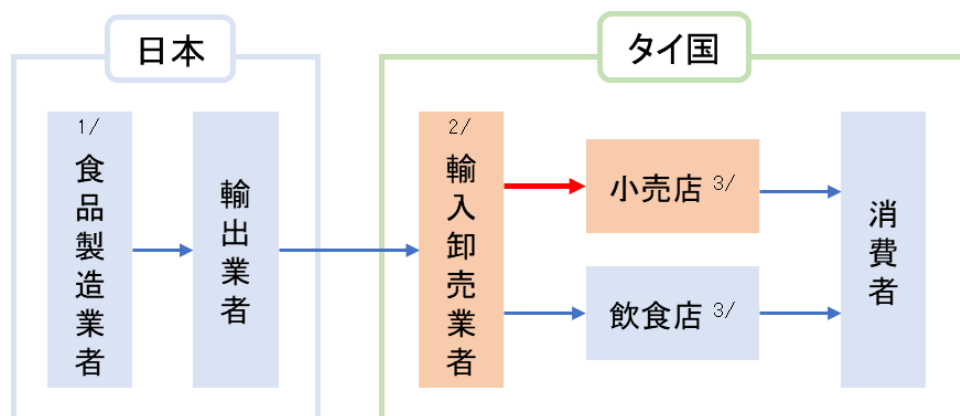 日本
タイ国
1/
食品製造業者
輸出業者
2/
輸入卸売業者
小売店 3/
飲食店 3/
消費者